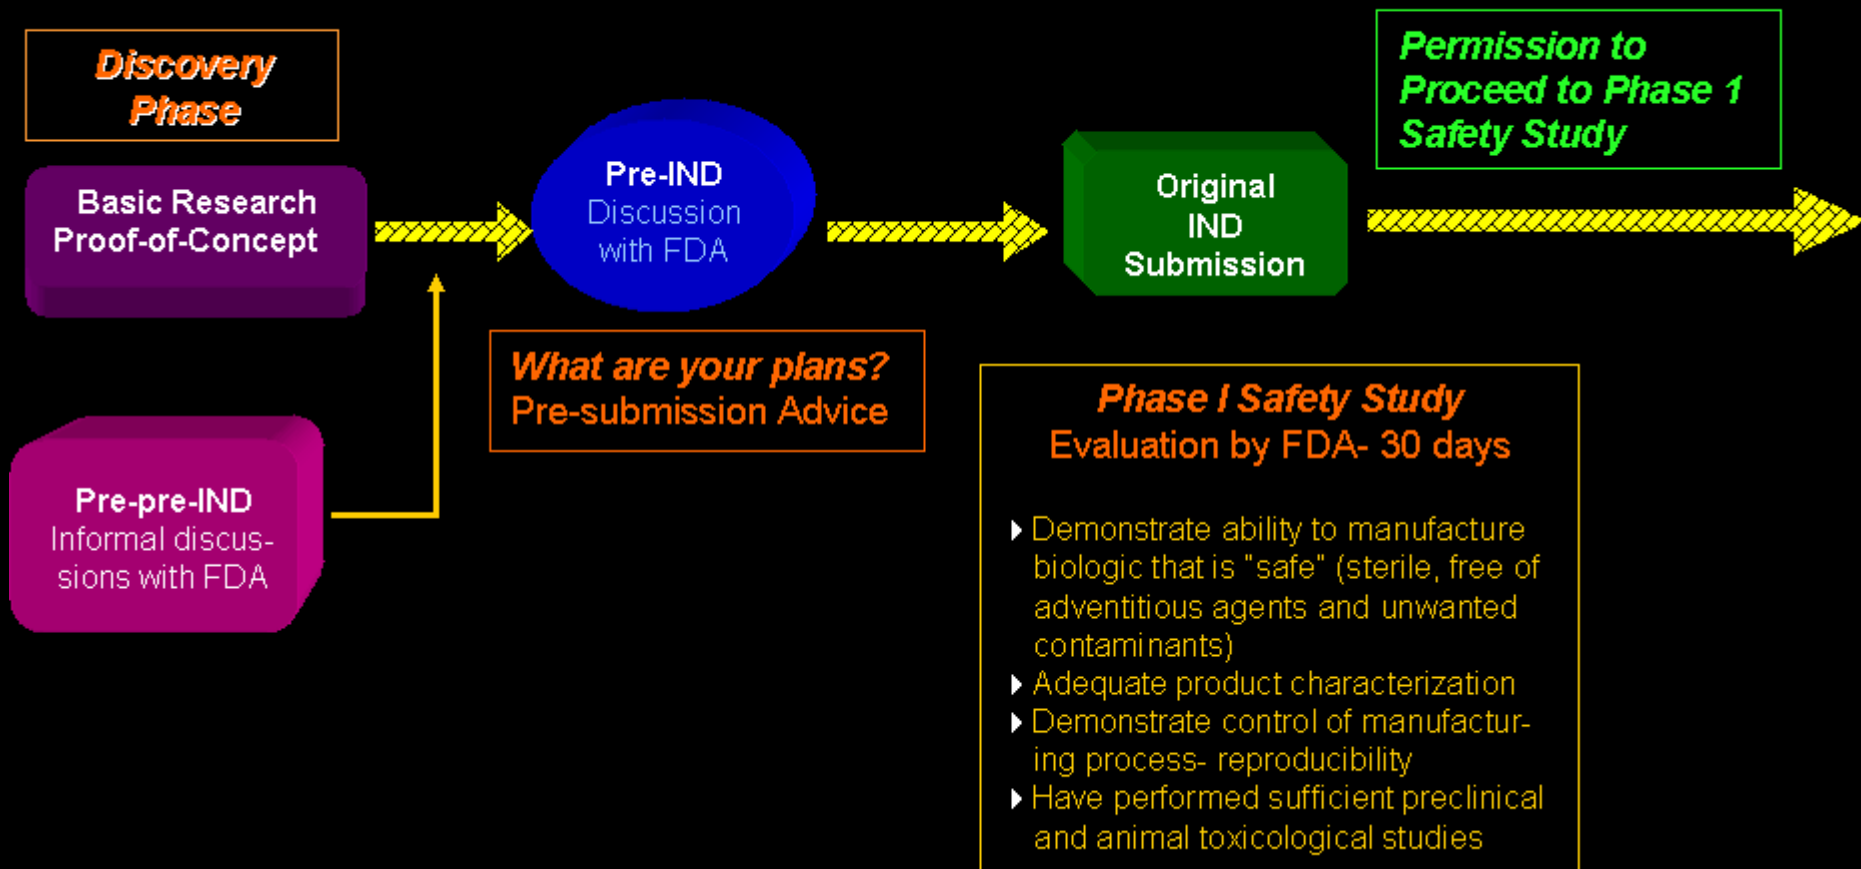 Discovery
Phase
Basic Research
Proof-of-Concept
Pre-pre-IND
Informal discus-
sions with FDA
Pre-IND
Discussion
with FDA
What are your plans?
Pre-submission Advice
Original
IND
Submission
Permission to
Proceed to Phase 1
Safety Study
Phase I Safety Study
Evaluation by FDA- 30 days
Demonstrate ability to manufacture
biologic that is "safe" (sterile, free of
adventitious agents and unwanted
contaminants)
Adequate product characterization
Demonstrate control of manufactur-
ing process- reproducibility
Have performed sufficient preclinical
and animal toxicological studies